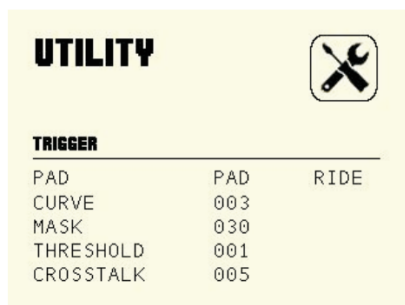 UTILITY
TRIGGER
PAD PAD RIDE
CURVE 003
MASK 030
THRESHOLD 001
CROSSTALK 005